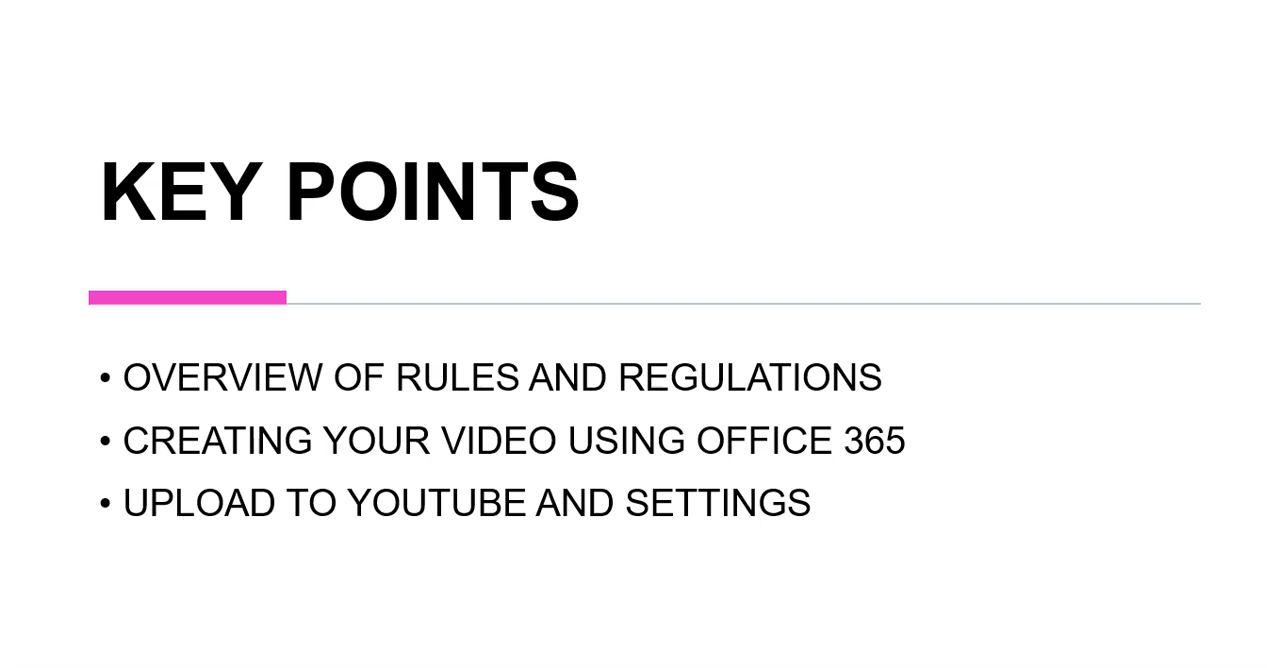 KEY POINTS
• OVERVIEW OF RULES AND REGULATIONS
• CREATING YOUR VIDEO USING OFFICE 365
• UPLOAD TO YOUTUBE AND SETTINGS